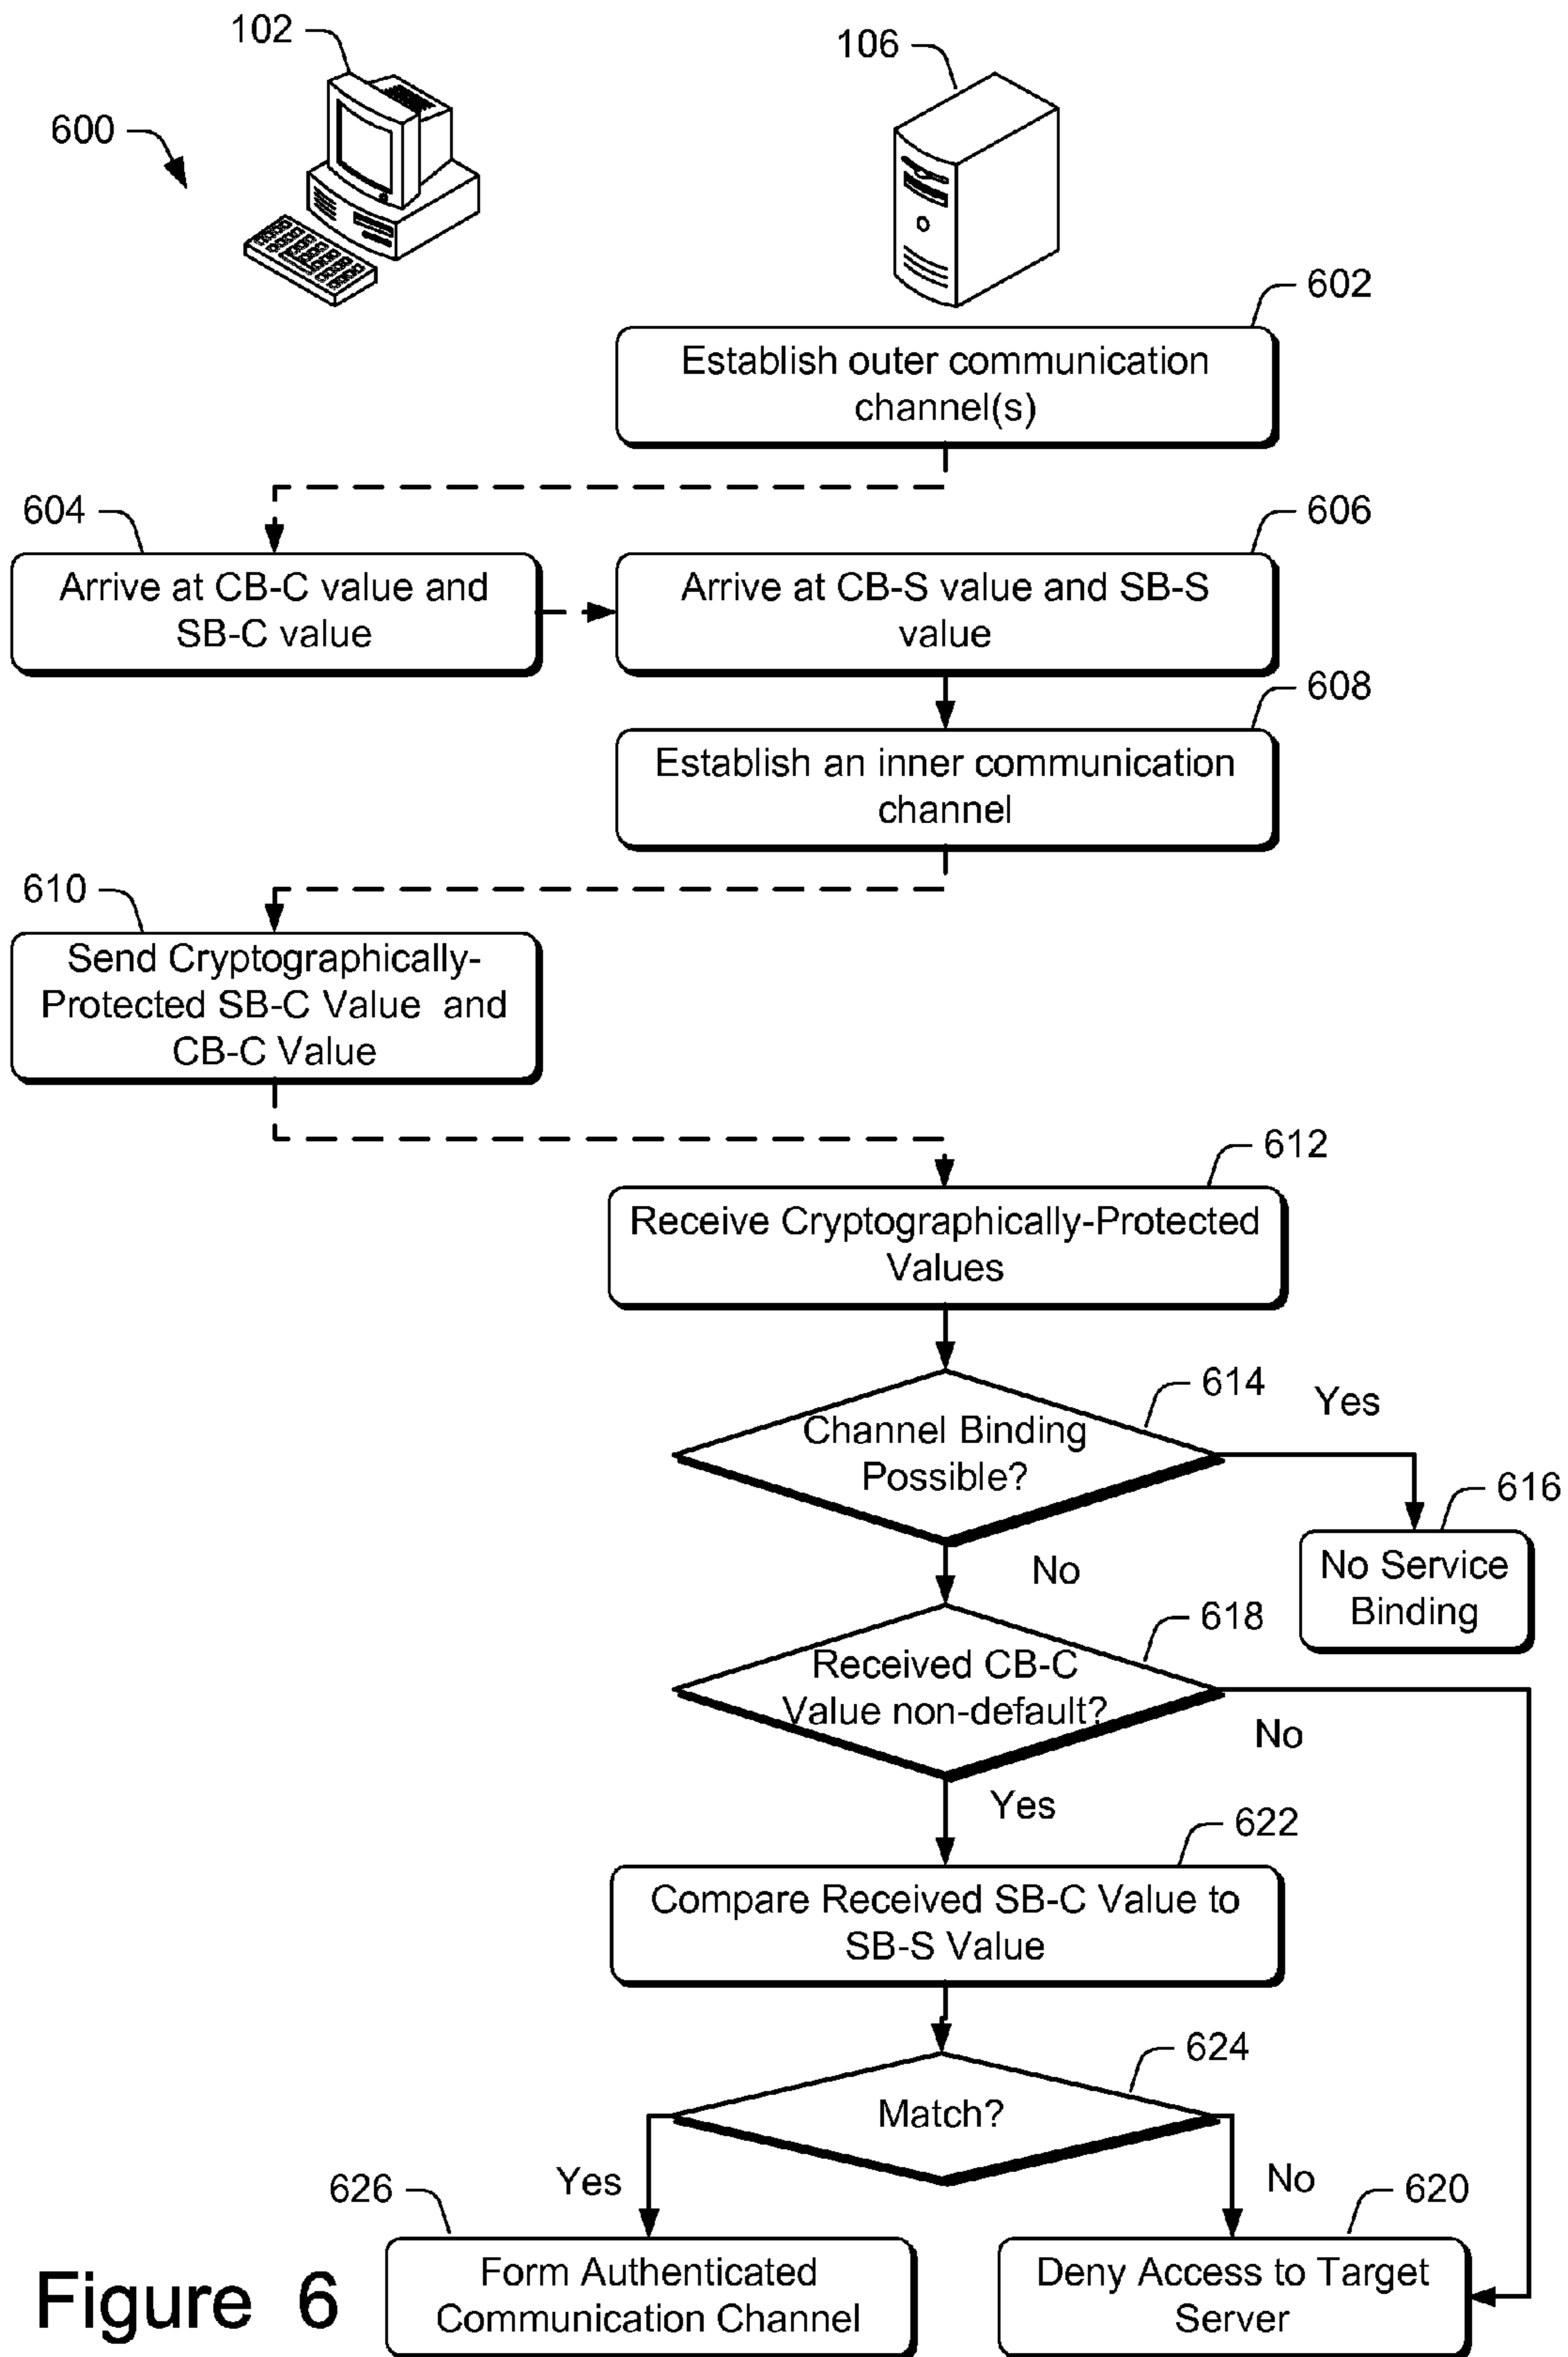 102
106
600
602
Establish outer communication
channel(s)
604
606
Arrive at CB-C value and
SB-C value
Arrive at CB-S value and SB-S
value
608
Establish an inner communication
channel
610
Send Cryptographically-
Protected SB-C Value and
CB-C Value
612
Receive Cryptographically-Protected
Values
614
Yes
Channel Binding
Possible?
616
No Service
Binding
No
618
Received CB-C
Value non-default?
No
Yes
622
Compare Received SB-C Value to
SB-S Value
624
Match?
Yes
No
626
620
Form Authenticated
Communication Channel
Deny Access to Target
Server
Figure 6